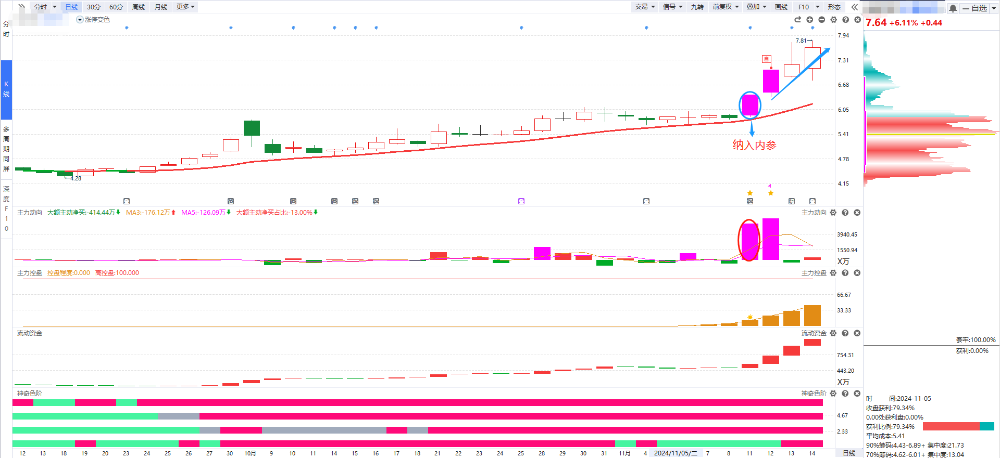 分时 日线 30分 60分 周线 月线 更多 交易 信号 九转 前复权 叠加 画线 F10 形态 自选
涨停变色
7.64 +6.11% +0.44
分时
K线
多周期同屏
深度F10
7.94
7.81
7.31
自
6.68
6.05
5.41
纳入内参
4.78
4.28
4.15
主力动向 大额主动净买:-414.44万 MA3:-176.12万 MA5:-126.09万 大额主动净买占比:-13.00% 主力动向
3940.45
1550.94
X万
主力控盘 控盘程度:0.000 高控盘:100.000 主力控盘
66.67
33.33
流动资金 流动资金
754.31
443.20
X万
神奇色阶 神奇色阶
4.67
2.33
12 13 18 19 20 23 24 25 26 27 30 10月 9 10 11 14 15 16 17 18 21 22 23 24 25 28 29 30 31 11月 4 2024/11/05/二 7 8 11 12 13 14 日线
套牢:100.00%
获利:0.00%
时 间:2024-11-05
收盘获利:79.34%
0.00处获利盘:0.00%
获利比例:79.34%
平均成本:5.41
90%筹码:4.43-6.89+ 集中度:21.73
70%筹码:4.62-6.01+ 集中度:13.04